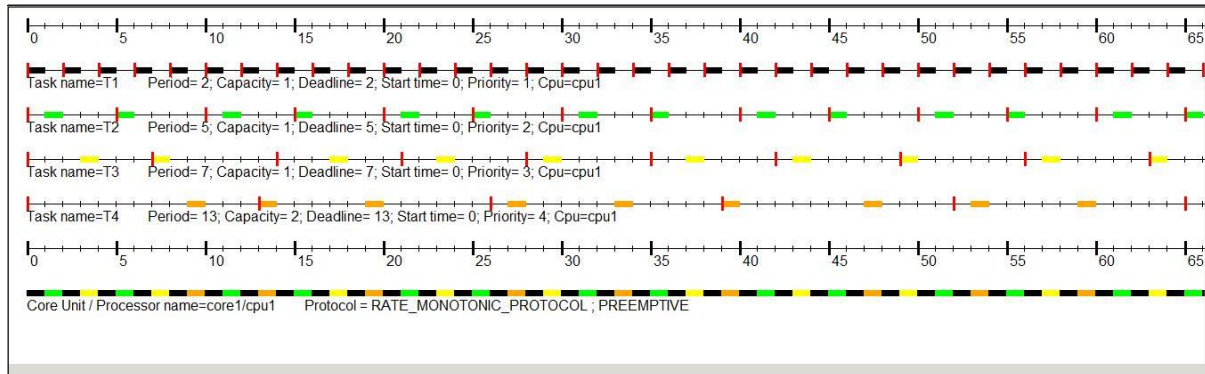 0 5 10 15 20 25 30 35 40 45 50 55 60 65
Task name=T1 Period= 2; Capacity= 1; Deadline= 2; Start time= 0; Priority= 1; Cpu=cpu1
Task name=T2 Period= 5; Capacity= 1; Deadline= 5; Start time= 0; Priority= 2; Cpu=cpu1
Task name=T3 Period= 7; Capacity= 1; Deadline= 7; Start time= 0; Priority= 3; Cpu=cpu1
Task name=T4 Period= 13; Capacity= 2; Deadline= 13; Start time= 0; Priority= 4; Cpu=cpu1
0 5 10 15 20 25 30 35 40 45 50 55 60 65
Core Unit / Processor name=core1/cpu1 Protocol = RATE_MONOTONIC_PROTOCOL ; PREEMPTIVE